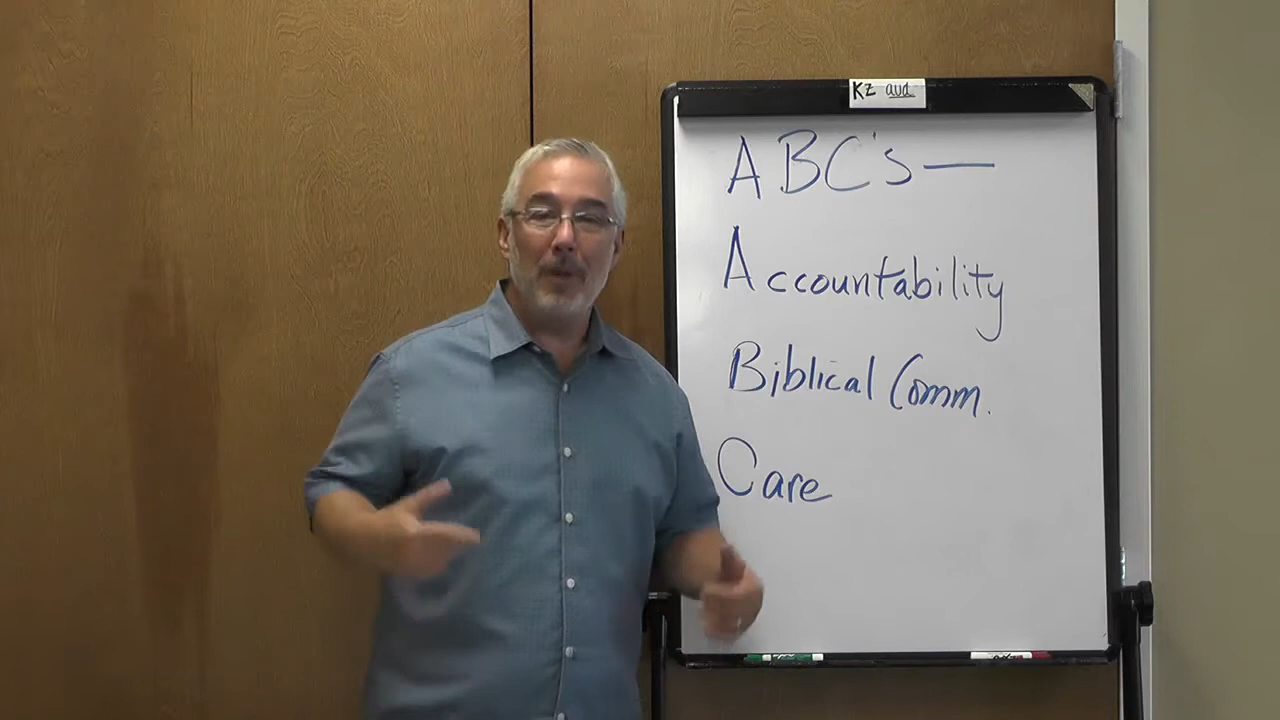 KZ aud.
ABC's —
Accountability
Biblical Comm.
Care